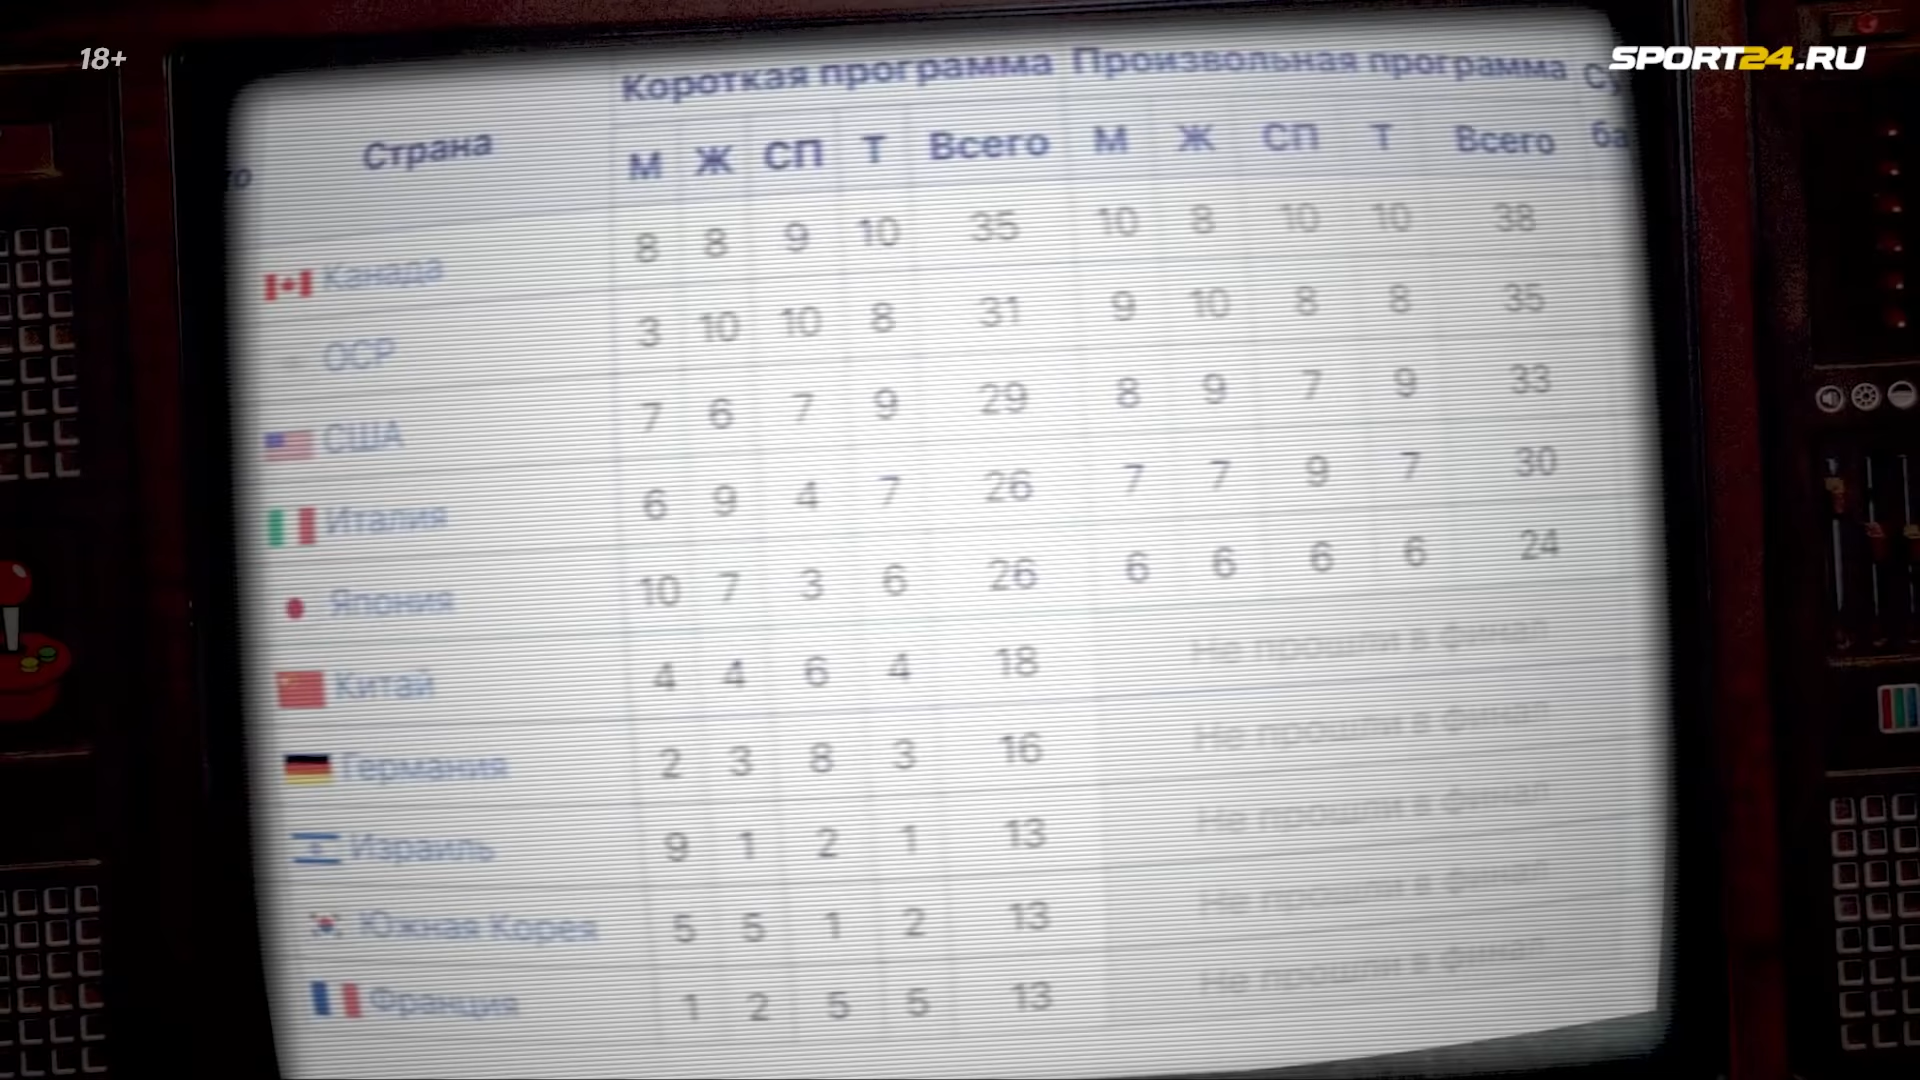 18+
SPORT24.RU
Короткая программа Произвольная программа
Страна М Ж СП Т Всего М Ж СП Т Всего
Канада 8 8 9 10 35 10 8 10 10 38
ОСР 3 10 10 8 31 9 10 8 8 35
США 7 6 7 9 29 8 9 7 9 33
Италия 6 9 4 7 26 7 7 9 7 30
Япония 10 7 3 6 26 6 6 6 6 24
Китай 4 4 6 4 18 Не прошли в финал
Германия 2 3 8 3 16 Не прошли в финал
Израиль 9 1 2 1 13 Не прошли в финал
Южная Корея 5 5 1 2 13 Не прошли в финал
Франция 1 2 5 5 13 Не прошли в финал